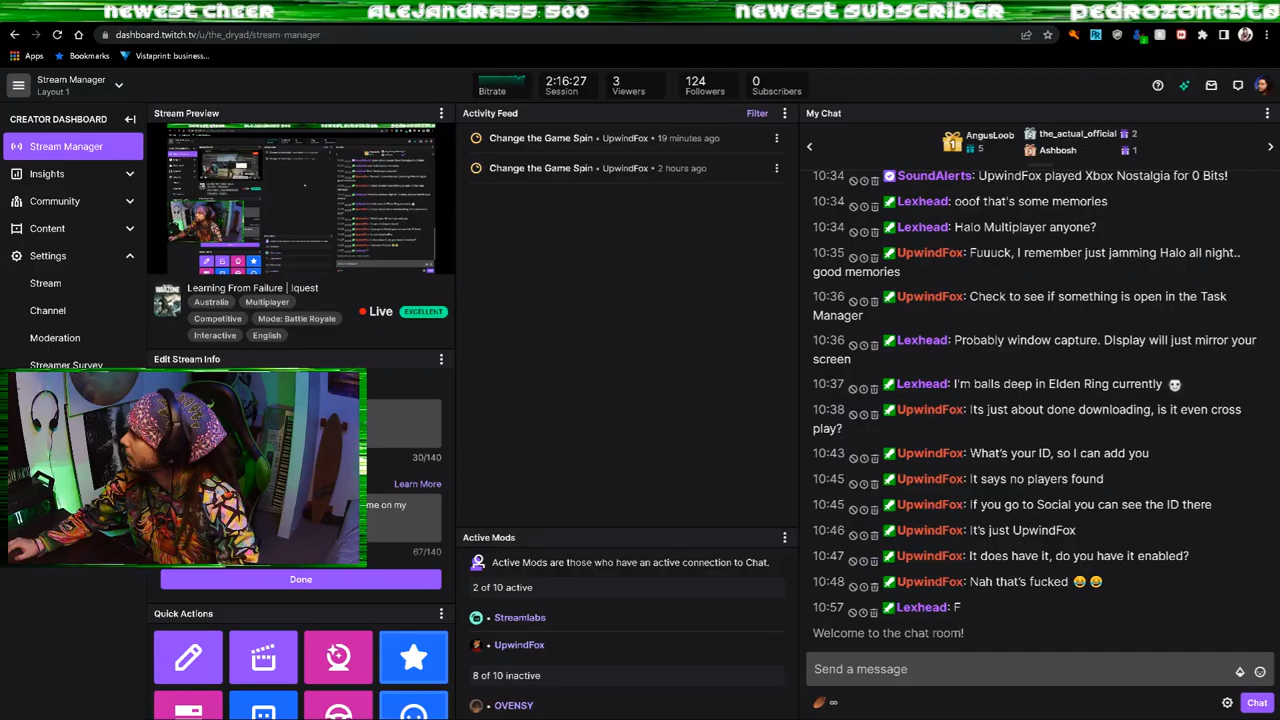 NEWEST CHEER ALEJANDRASS 500 NEWEST SUBSCRIBER PEDROZONEYTB
dashboard.twitch.tv/u/the_dryad/stream-manager
Apps Bookmarks Vistaprint: business...
Stream Manager
Layout 1
Bitrate
2:16:27
Session
3
Viewers
124
Followers
0
Subscribers
CREATOR DASHBOARD
Stream Manager
Insights
Community
Content
Settings
Stream
Channel
Moderation
Streamer Survey
Stream Preview
WARZONE
Learning From Failure | !quest
Australia Multiplayer
Competitive Mode: Battle Royale
Interactive English
Live EXCELLENT
Edit Stream Info
30/140
Learn More
me on my
67/140
Done
Quick Actions
Activity Feed Filter
Change the Game Spin • UpwindFox • 19 minutes ago
Change the Game Spin • UpwindFox • 2 hours ago
Active Mods
Active Mods are those who have an active connection to Chat.
2 of 10 active
• Streamlabs
• UpwindFox
8 of 10 inactive
• OVENSY
My Chat
1 AngusLoob 5
the_actual_official 2
Ashbosh 1
10:34 SoundAlerts: UpwindFox played Xbox Nostalgia for 0 Bits!
10:34 Lexhead: ooof that's some
10:34 Lexhead: Halo Multiplayer anyone?
10:35 UpwindFox: Fuuuck, I remember just jamming Halo all night..
good memories
10:36 UpwindFox: Check to see if something is open in the Task
Manager
10:36 Lexhead: Probably window capture. DIsplay will just mirror your
screen
10:37 Lexhead: I'm balls deep in Elden Ring currently
10:38 UpwindFox: Its just about done downloading, is it even cross
play?
10:43 UpwindFox: What's your ID, so I can add you
10:45 UpwindFox: It says no players found
10:45 UpwindFox: If you go to Social you can see the ID there
10:46 UpwindFox: It's just UpwindFox
10:47 UpwindFox: It does have it, do you have it enabled?
10:48 UpwindFox: Nah that's fucked 😂😂
10:57 Lexhead: F
Welcome to the chat room!
Send a message
∞
Chat